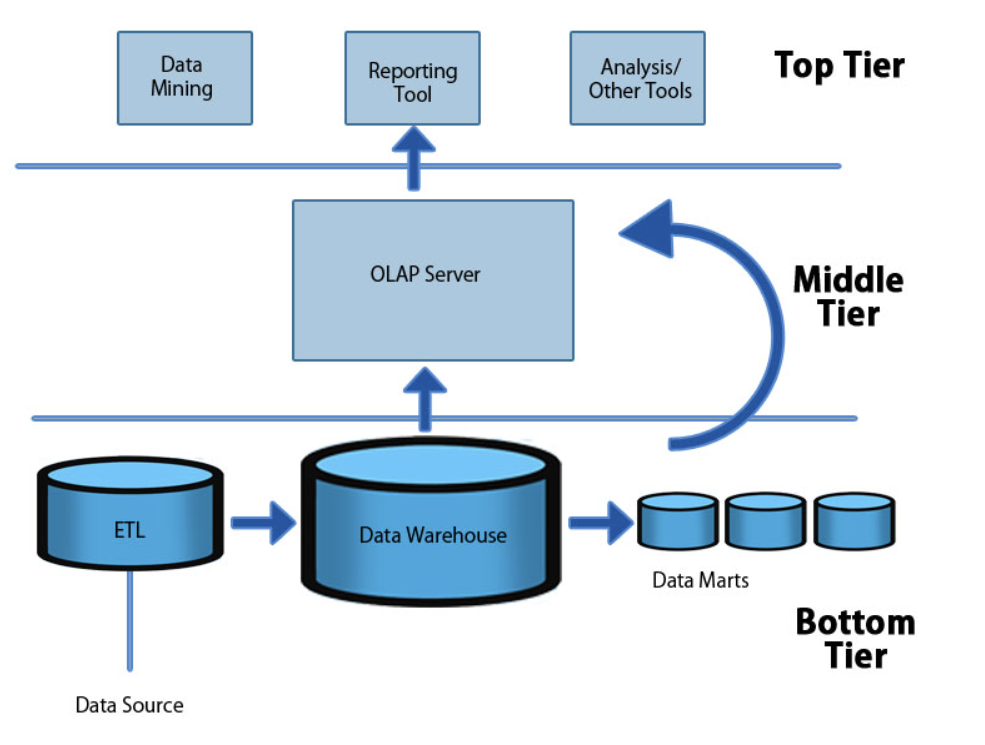 Data
Mining
Reporting
Tool
Analysis/
Other Tools
Top Tier
OLAP Server
Middle
Tier
ETL
Data Warehouse
Data Marts
Bottom
Tier
Data Source